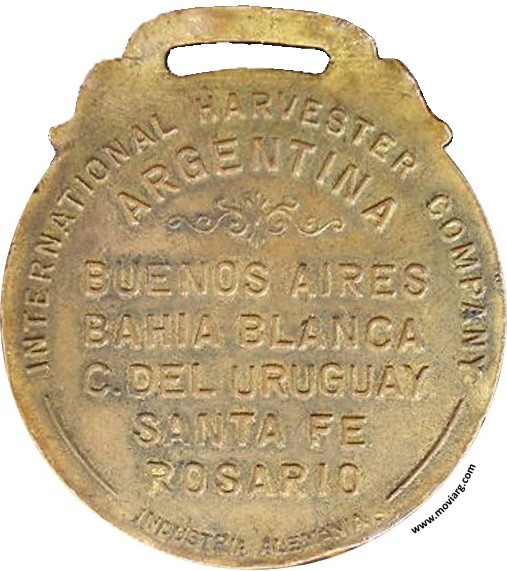 INTERNATIONAL HARVESTER COMPANY
ARGENTINA
BUENOS AIRES
BAHIA BLANCA
C. DEL URUGUAY
SANTA FE
ROSARIO
INDUSTRIA ALEMANA
www.moviarg.com